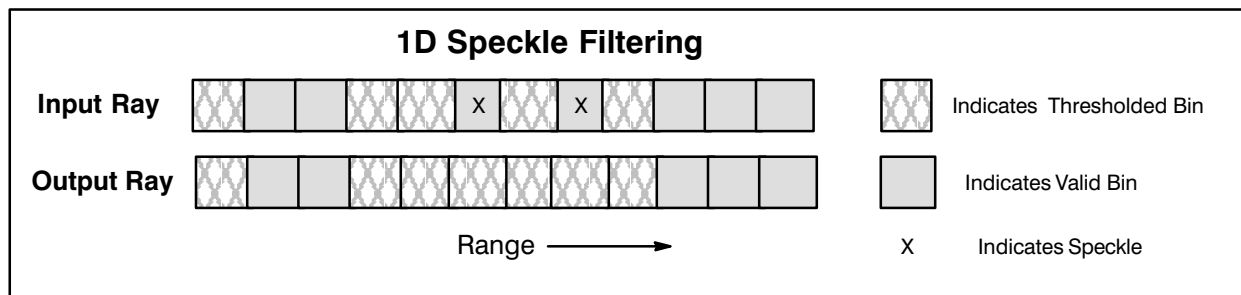 1D Speckle Filtering
Input Ray
X
X
Indicates Thresholded Bin
Output Ray
Indicates Valid Bin
Range
X
Indicates Speckle